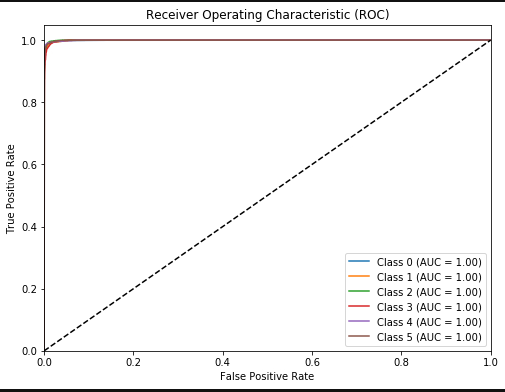 Receiver Operating Characteristic (ROC)
1.0
0.8
0.6
0.4
0.2
0.0
True Positive Rate
Class 0 (AUC = 1.00)
Class 1 (AUC = 1.00)
Class 2 (AUC = 1.00)
Class 3 (AUC = 1.00)
Class 4 (AUC = 1.00)
Class 5 (AUC = 1.00)
0.0 0.2 0.4 0.6 0.8 1.0
False Positive Rate